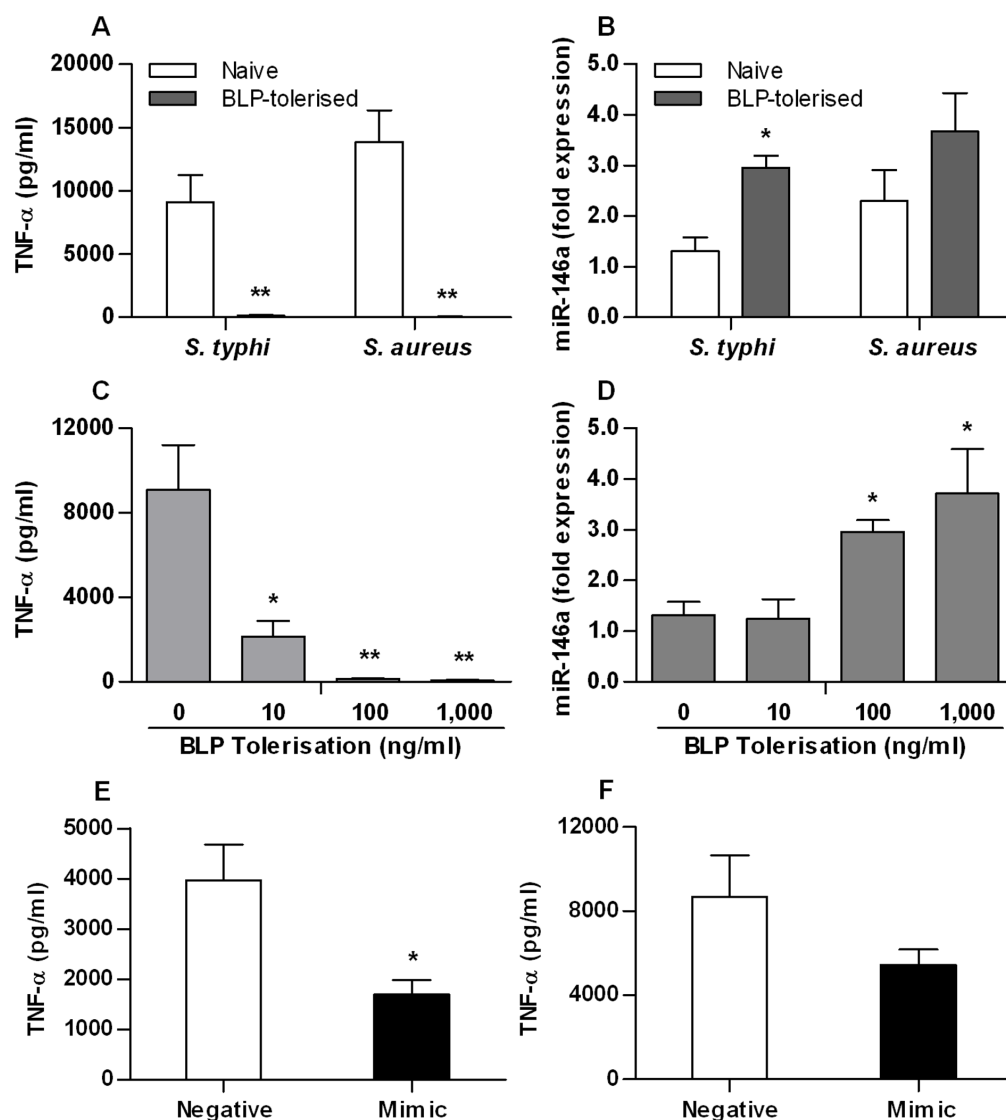 A
TNF-α (pg/ml)
20000
15000
10000
5000
0
Naive
BLP-tolerised
**
**
S. typhi
S. aureus
B
miR-146a (fold expression)
5.0
4.0
3.0
2.0
1.0
0.0
Naive
BLP-tolerised
*
S. typhi
S. aureus
C
TNF-α (pg/ml)
12000
8000
4000
0
*
**
**
0 10 100 1,000
BLP Tolerisation (ng/ml)
D
miR-146a (fold expression)
5.0
4.0
3.0
2.0
1.0
0.0
*
*
0 10 100 1,000
BLP Tolerisation (ng/ml)
E
TNF-α (pg/ml)
5000
4000
3000
2000
1000
0
*
Negative Mimic
F
TNF-α (pg/ml)
12000
8000
4000
0
Negative Mimic